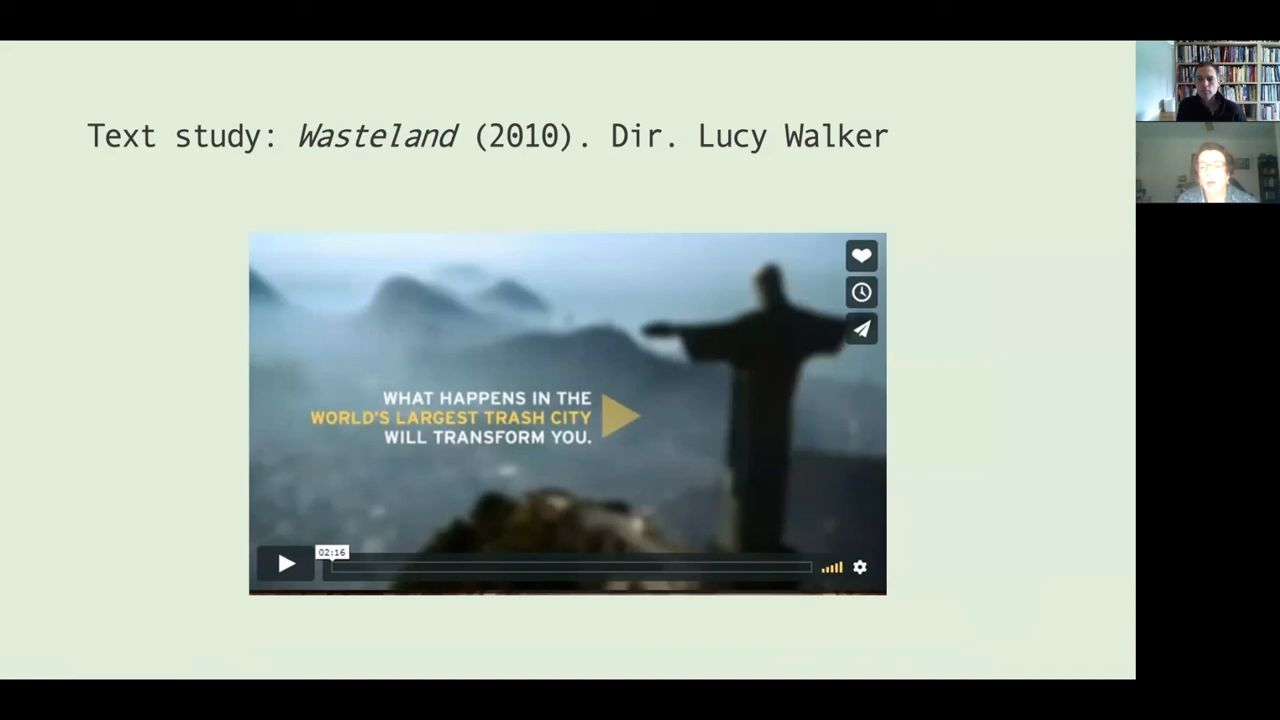 Text study: Wasteland (2010). Dir. Lucy Walker
WHAT HAPPENS IN THE
WORLD'S LARGEST TRASH CITY
WILL TRANSFORM YOU.
02:16